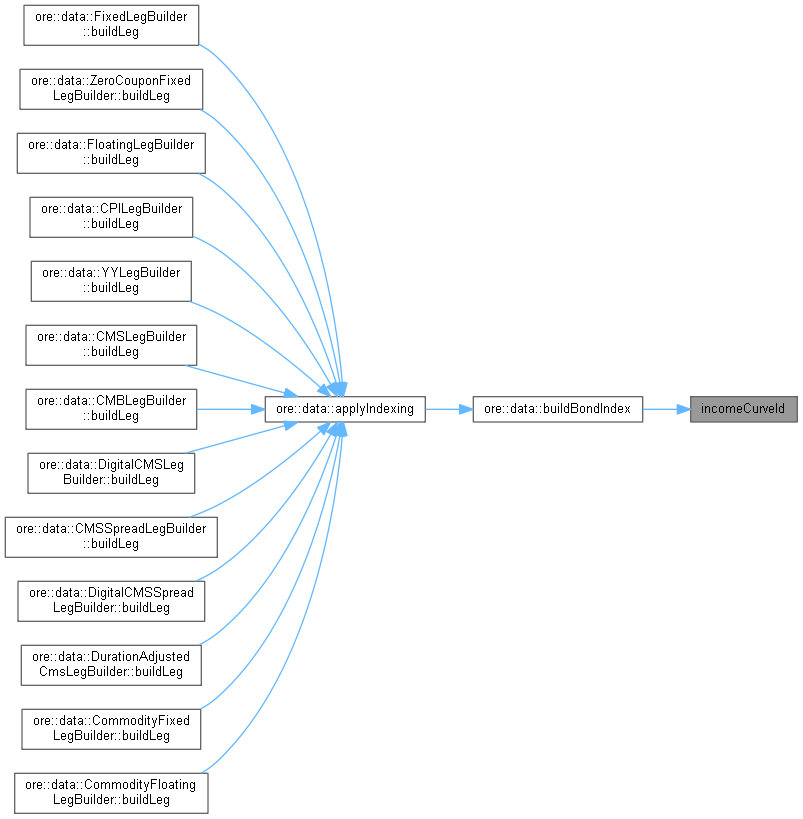 ore::data::FixedLegBuilder
::buildLeg
ore::data::ZeroCouponFixed
LegBuilder::buildLeg
ore::data::FloatingLegBuilder
::buildLeg
ore::data::CPILegBuilder
::buildLeg
ore::data::YYLegBuilder
::buildLeg
ore::data::CMSLegBuilder
::buildLeg
ore::data::CMBLegBuilder
::buildLeg
ore::data::applyIndexing
ore::data::buildBondIndex
incomeCurveId
ore::data::DigitalCMSLeg
Builder::buildLeg
ore::data::CMSSpreadLegBuilder
::buildLeg
ore::data::DigitalCMSSpread
LegBuilder::buildLeg
ore::data::DurationAdjusted
CmsLegBuilder::buildLeg
ore::data::CommodityFixed
LegBuilder::buildLeg
ore::data::CommodityFloating
LegBuilder::buildLeg